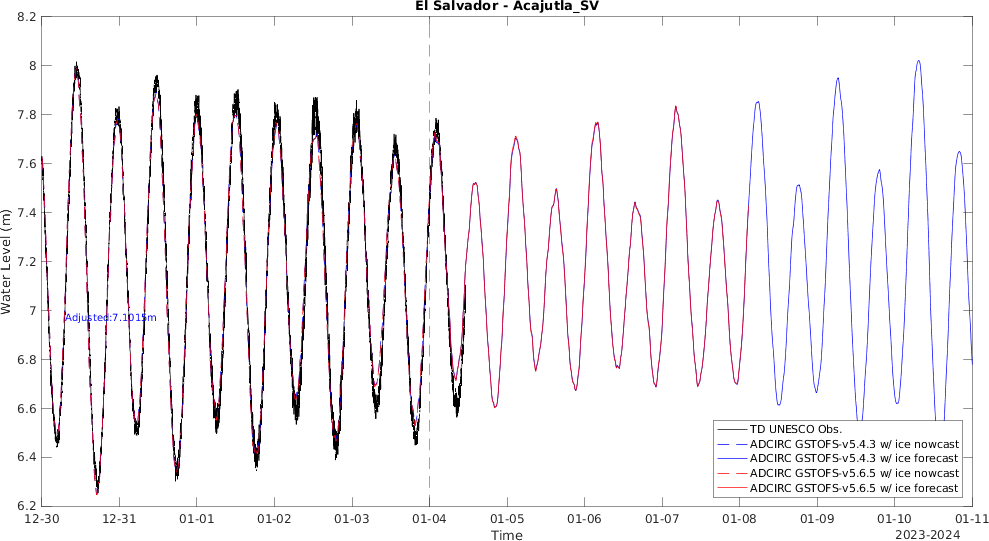 El Salvador - Acajutla_SV
8.2
8
7.8
7.6
7.4
7.2
7
6.8
6.6
6.4
6.2
Water Level (m)
Adjusted:7.1015m
TD UNESCO Obs.
ADCIRC GSTOFS-v5.4.3 w/ ice nowcast
ADCIRC GSTOFS-v5.4.3 w/ ice forecast
ADCIRC GSTOFS-v5.6.5 w/ ice nowcast
ADCIRC GSTOFS-v5.6.5 w/ ice forecast
12-30 12-31 01-01 01-02 01-03 01-04 01-05 01-06 01-07 01-08 01-09 01-10 01-11
Time
2023-2024